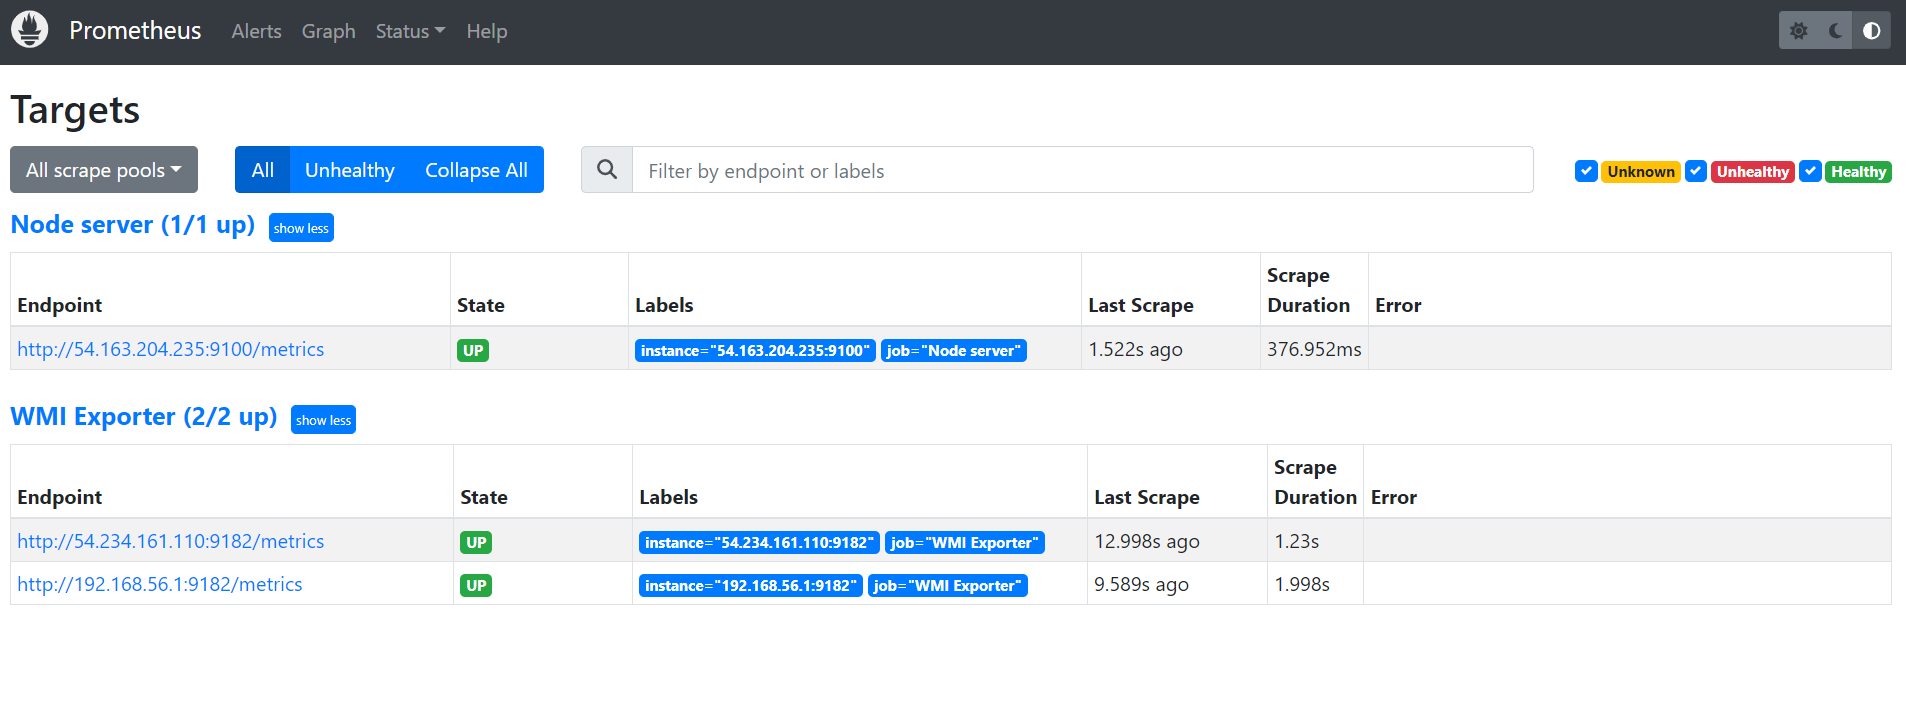 Prometheus Alerts Graph Status Help
Targets
All scrape pools All Unhealthy Collapse All Filter by endpoint or labels Unknown Unhealthy Healthy
Node server (1/1 up) show less
Endpoint State Labels Last Scrape Scrape Duration Error
http://54.163.204.235:9100/metrics UP instance="54.163.204.235:9100" job="Node server" 1.522s ago 376.952ms
WMI Exporter (2/2 up) show less
Endpoint State Labels Last Scrape Scrape Duration Error
http://54.234.161.110:9182/metrics UP instance="54.234.161.110:9182" job="WMI Exporter" 12.998s ago 1.23s
http://192.168.56.1:9182/metrics UP instance="192.168.56.1:9182" job="WMI Exporter" 9.589s ago 1.998s